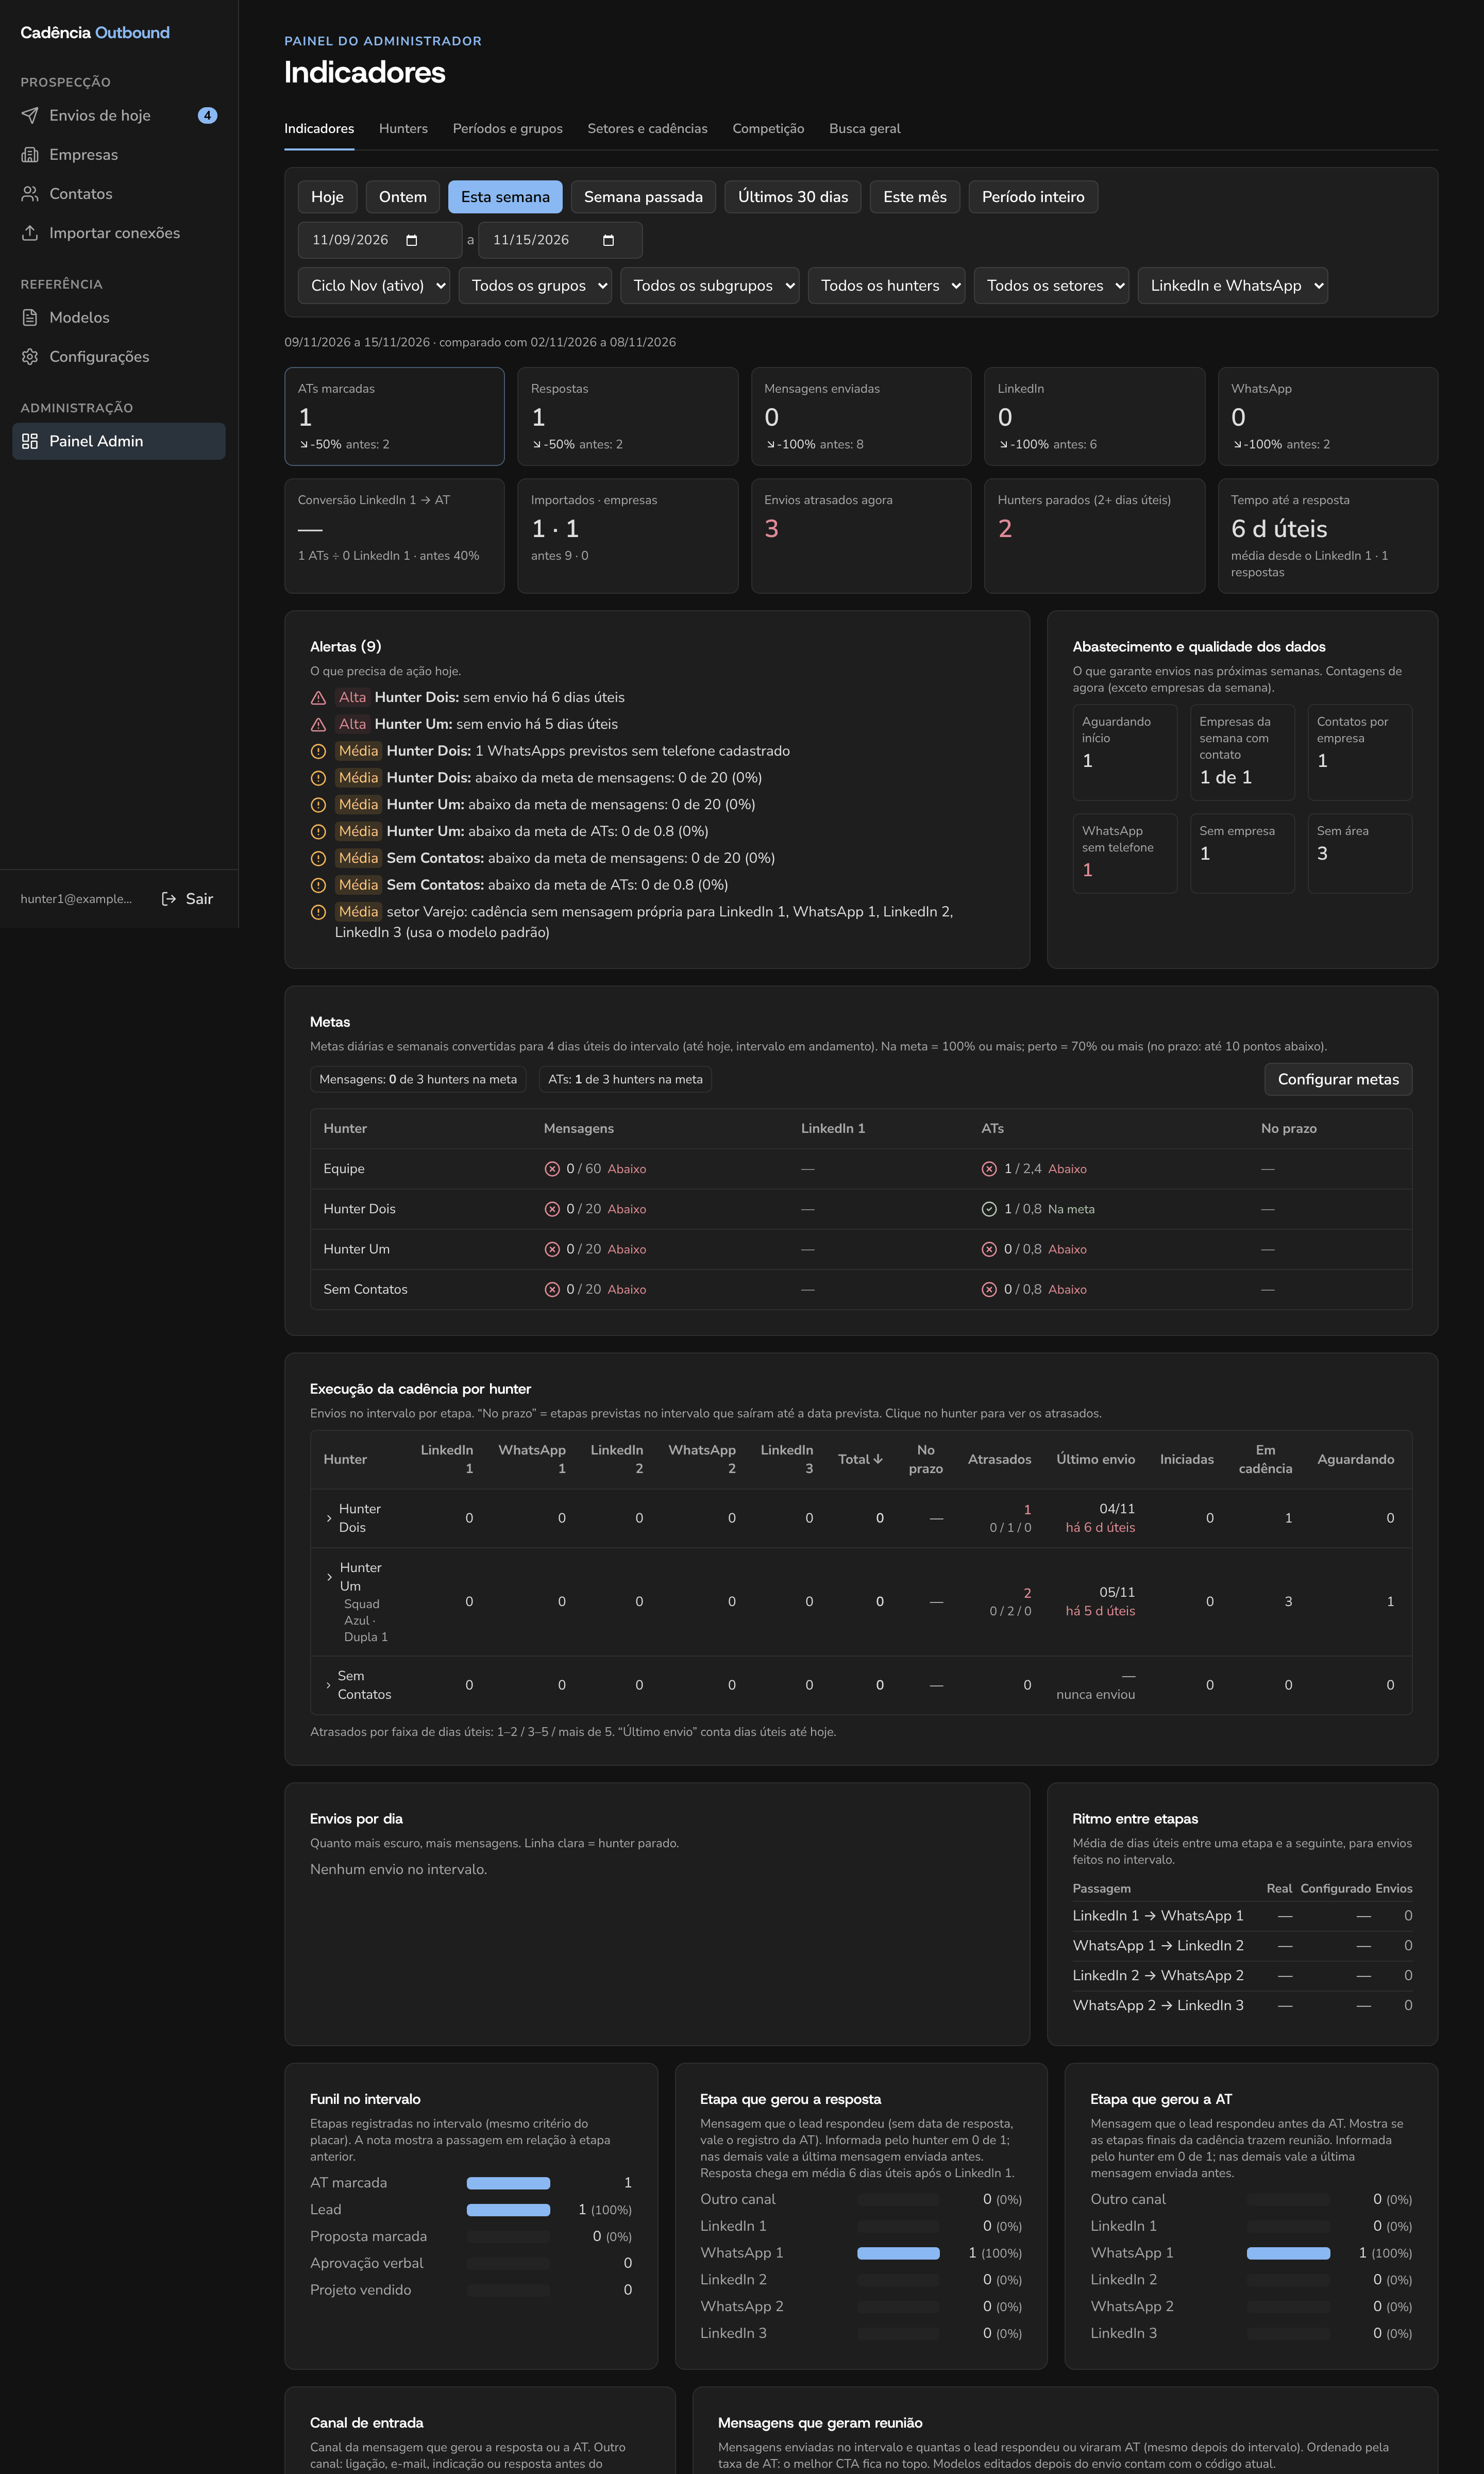 Cadência Outbound
PROSPECÇÃO
Envios de hoje 4
Empresas
Contatos
Importar conexões
REFERÊNCIA
Modelos
Configurações
ADMINISTRAÇÃO
Painel Admin
hunter1@example... Sair
PAINEL DO ADMINISTRADOR
Indicadores
Indicadores Hunters Períodos e grupos Setores e cadências Competição Busca geral
Hoje Ontem Esta semana Semana passada Últimos 30 dias Este mês Período inteiro
11/09/2026 a 11/15/2026
Ciclo Nov (ativo) Todos os grupos Todos os subgrupos Todos os hunters Todos os setores LinkedIn e WhatsApp
09/11/2026 a 15/11/2026 · comparado com 02/11/2026 a 08/11/2026
ATs marcadas
1
↘-50% antes: 2
Respostas
1
↘-50% antes: 2
Mensagens enviadas
0
↘-100% antes: 8
LinkedIn
0
↘-100% antes: 6
WhatsApp
0
↘-100% antes: 2
Conversão LinkedIn 1 → AT
—
1 ATs ÷ 0 LinkedIn 1 · antes 40%
Importados · empresas
1 · 1
antes 9 · 0
Envios atrasados agora
3
Hunters parados (2+ dias úteis)
2
Tempo até a resposta
6 d úteis
média desde o LinkedIn 1 · 1
respostas
Alertas (9)
O que precisa de ação hoje.
Alta Hunter Dois: sem envio há 6 dias úteis
Alta Hunter Um: sem envio há 5 dias úteis
Média Hunter Dois: 1 WhatsApps previstos sem telefone cadastrado
Média Hunter Dois: abaixo da meta de mensagens: 0 de 20 (0%)
Média Hunter Um: abaixo da meta de mensagens: 0 de 20 (0%)
Média Hunter Um: abaixo da meta de ATs: 0 de 0.8 (0%)
Média Sem Contatos: abaixo da meta de mensagens: 0 de 20 (0%)
Média Sem Contatos: abaixo da meta de ATs: 0 de 0.8 (0%)
Média setor Varejo: cadência sem mensagem própria para LinkedIn 1, WhatsApp 1, LinkedIn 2,
LinkedIn 3 (usa o modelo padrão)
Abastecimento e qualidade dos dados
O que garante envios nas próximas semanas. Contagens de
agora (exceto empresas da semana).
Aguardando
início
1
Empresas da
semana com
contato
1 de 1
Contatos por
empresa
1
WhatsApp
sem telefone
1
Sem empresa
1
Sem área
3
Metas
Metas diárias e semanais convertidas para 4 dias úteis do intervalo (até hoje, intervalo em andamento). Na meta = 100% ou mais; perto = 70% ou mais (no prazo: até 10 pontos abaixo).
Mensagens: 0 de 3 hunters na meta ATs: 1 de 3 hunters na meta Configurar metas
Hunter Mensagens LinkedIn 1 ATs No prazo
Equipe 0 / 60 Abaixo — 1 / 2,4 Abaixo —
Hunter Dois 0 / 20 Abaixo — 1 / 0,8 Na meta —
Hunter Um 0 / 20 Abaixo — 0 / 0,8 Abaixo —
Sem Contatos 0 / 20 Abaixo — 0 / 0,8 Abaixo —
Execução da cadência por hunter
Envios no intervalo por etapa. “No prazo” = etapas previstas no intervalo que saíram até a data prevista. Clique no hunter para ver os atrasados.
Hunter LinkedIn 1 WhatsApp 1 LinkedIn 2 WhatsApp 2 LinkedIn 3 Total ↓ No prazo Atrasados Último envio Iniciadas Em cadência Aguardando
Hunter Dois 0 0 0 0 0 0 — 1 04/11 0 1 0
0 / 1 / 0 há 6 d úteis
Hunter Um 0 0 0 0 0 0 — 2 05/11 0 3 1
0 / 2 / 0 há 5 d úteis
Squad
Azul ·
Dupla 1
Sem Contatos 0 0 0 0 0 0 — 0 — 0 0 0
nunca enviou
Atrasados por faixa de dias úteis: 1–2 / 3–5 / mais de 5. “Último envio” conta dias úteis até hoje.
Envios por dia
Quanto mais escuro, mais mensagens. Linha clara = hunter parado.
Nenhum envio no intervalo.
Ritmo entre etapas
Média de dias úteis entre uma etapa e a seguinte, para envios
feitos no intervalo.
Passagem Real Configurado Envios
LinkedIn 1 → WhatsApp 1 — — 0
WhatsApp 1 → LinkedIn 2 — — 0
LinkedIn 2 → WhatsApp 2 — — 0
WhatsApp 2 → LinkedIn 3 — — 0
Funil no intervalo
Etapas registradas no intervalo (mesmo critério do
placar). A nota mostra a passagem em relação à etapa
anterior.
AT marcada 1
Lead 1 (100%)
Proposta marcada 0 (0%)
Aprovação verbal 0
Projeto vendido 0
Etapa que gerou a resposta
Mensagem que o lead respondeu (sem data de resposta,
vale o registro da AT). Informada pelo hunter em 0 de 1;
nas demais vale a última mensagem enviada antes.
Resposta chega em média 6 dias úteis após o LinkedIn 1.
Outro canal 0 (0%)
LinkedIn 1 0 (0%)
WhatsApp 1 1 (100%)
LinkedIn 2 0 (0%)
WhatsApp 2 0 (0%)
LinkedIn 3 0 (0%)
Etapa que gerou a AT
Mensagem que o lead respondeu antes da AT. Mostra se
as etapas finais da cadência trazem reunião. Informada
pelo hunter em 0 de 1; nas demais vale a última
mensagem enviada antes.
Outro canal 0 (0%)
LinkedIn 1 0 (0%)
WhatsApp 1 1 (100%)
LinkedIn 2 0 (0%)
WhatsApp 2 0 (0%)
LinkedIn 3 0 (0%)
Canal de entrada
Canal da mensagem que gerou a resposta ou a AT. Outro
canal: ligação, e-mail, indicação ou resposta antes do
Mensagens que geram reunião
Mensagens enviadas no intervalo e quantas o lead respondeu ou viraram AT (mesmo depois do intervalo). Ordenado pela
taxa de AT: o melhor CTA fica no topo. Modelos editados depois do envio contam com o código atual.